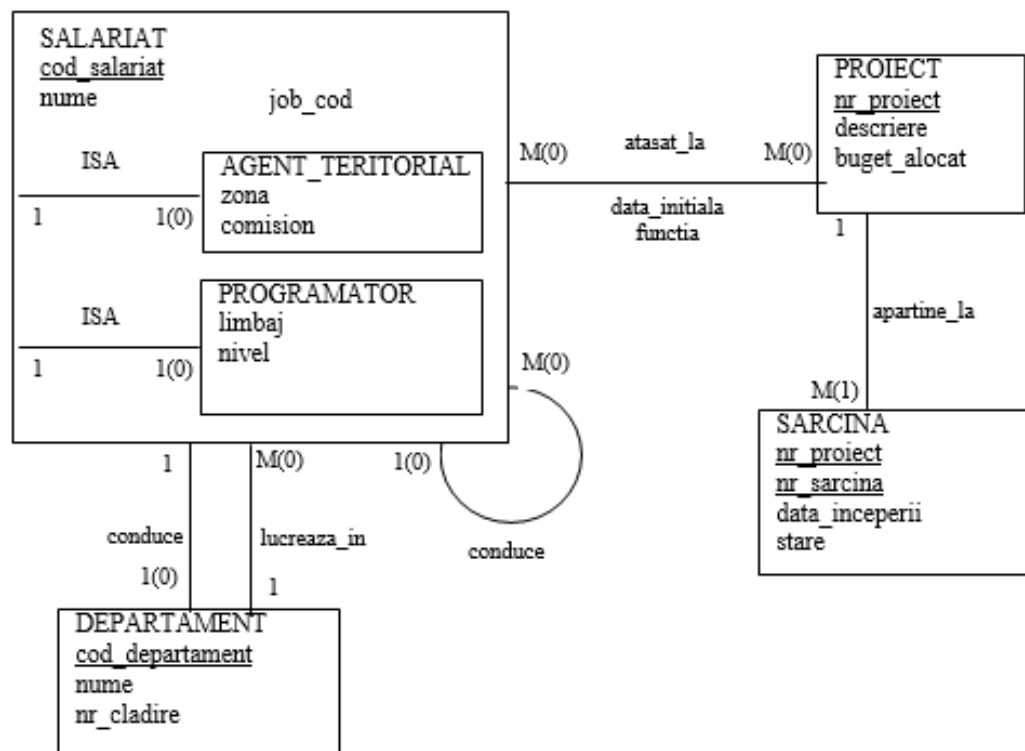 SALARIAT
cod_salariat
nume
job_cod
ISA
1
1(0)
AGENT_TERITORIAL
zona
comision
ISA
1
1(0)
PROGRAMATOR
limbaj
nivel
M(0)
atasat_la
M(0)
data_initiala
functia
PROIECT
nr_proiect
descriere
buget_alocat
1
apartine_la
M(1)
SARCINA
nr_proiect
nr_sarcina
data_inceperii
stare
M(0)
1(0)
conduce
1
M(0)
conduce
lucreaza_in
1(0)
1
DEPARTAMENT
cod_departament
nume
nr_cladire